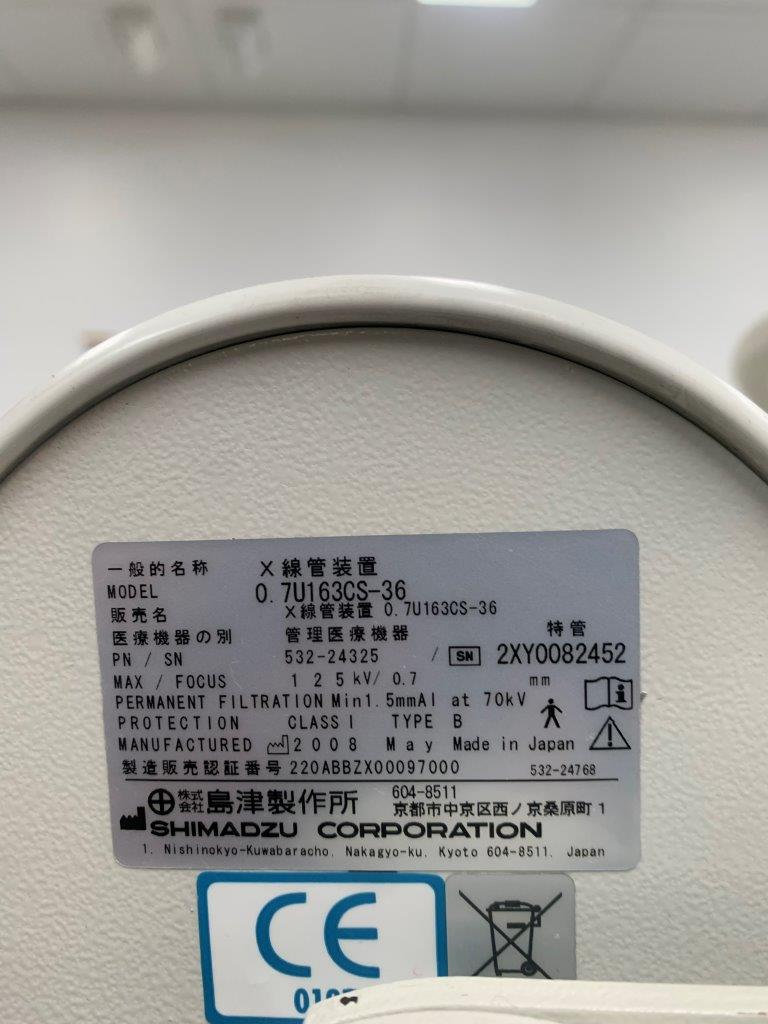 一般的名称 X線管装置
MODEL 0.7U163CS-36
販売名 X線管装置 0.7U163CS-36
医療機器の別 管理医療機器 特管
PN / SN 532-24325 / SN 2XY0082452
MAX / FOCUS 125kV/ 0.7 mm
PERMANENT FILTRATION Min1.5mmAl at 70kV
PROTECTION CLASS I TYPE B
MANUFACTURED 2008 May Made in Japan
製造販売認証番号 220ABBZX00097000 532-24768
株式会社 島津製作所 604-8511
京都市中京区西ノ京桑原町 1
SHIMADZU CORPORATION
1, Nishinokyo-Kuwabaracho, Nakagyo-ku, Kyoto 604-8511, Japan
CE